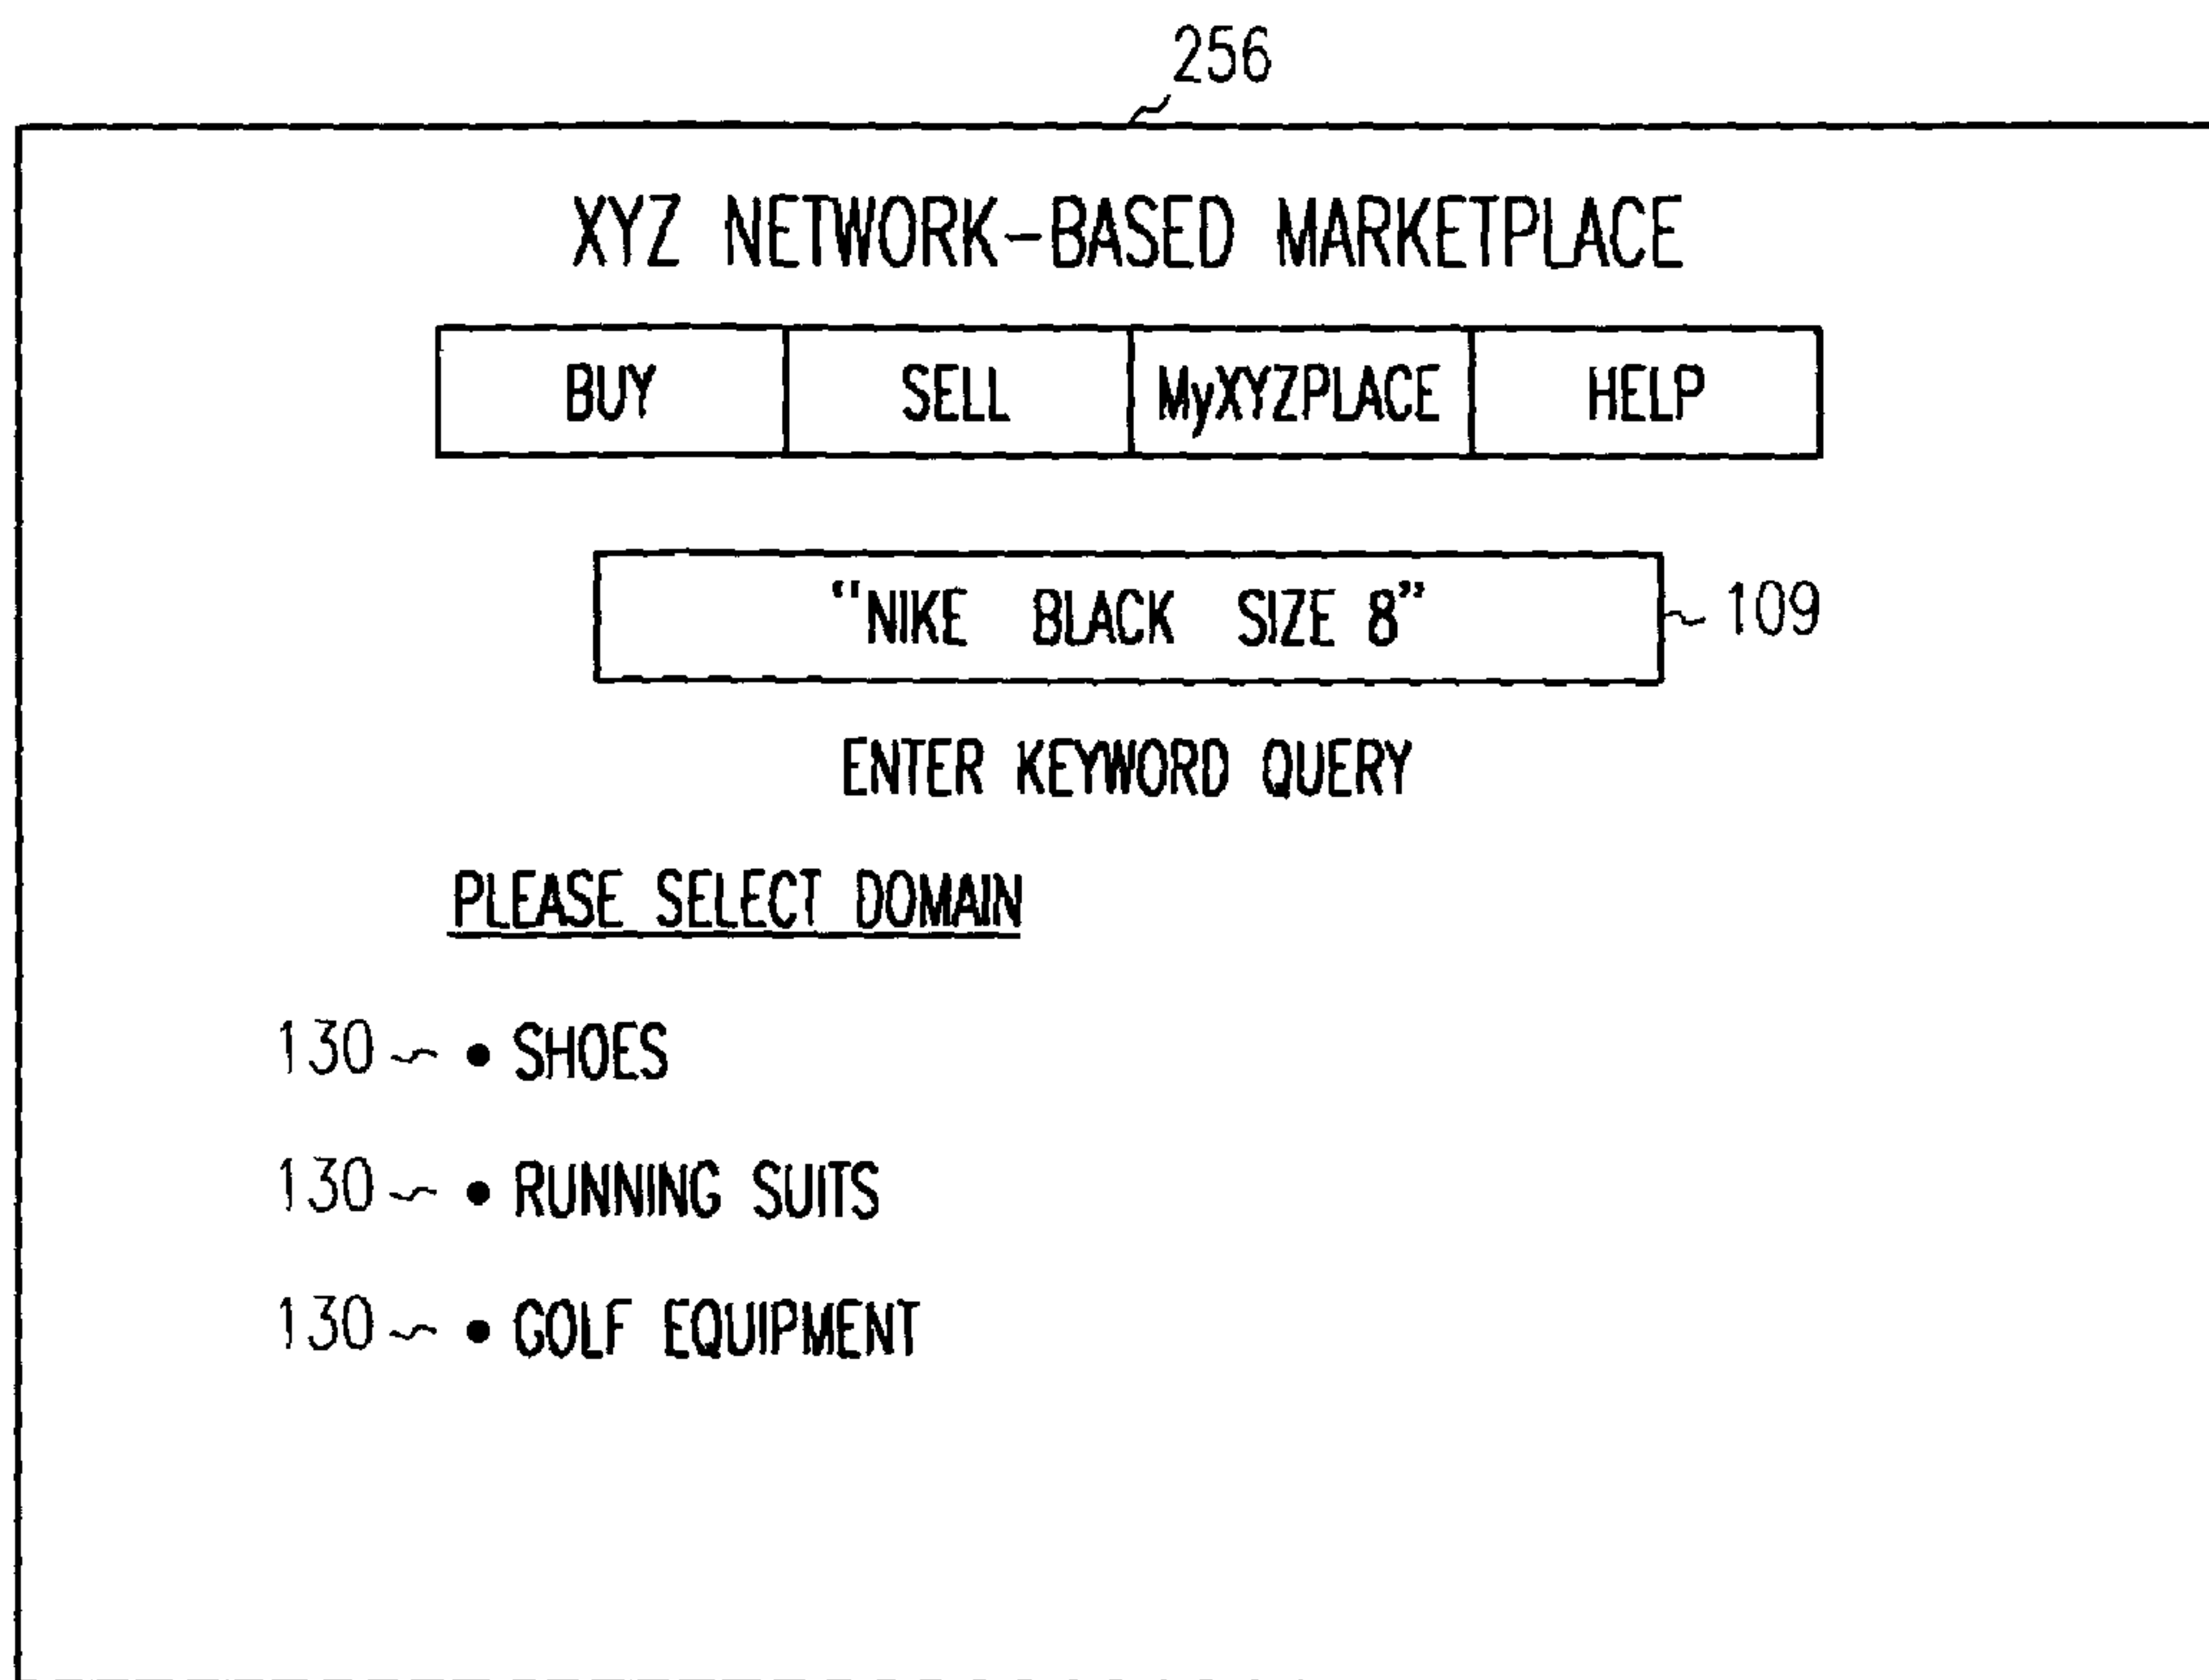 256
XYZ NETWORK-BASED MARKETPLACE
BUY SELL MyXYZPLACE HELP
“NIKE BLACK SIZE 8” 109
ENTER KEYWORD QUERY
PLEASE SELECT DOMAIN
130 • SHOES
130 • RUNNING SUITS
130 • GOLF EQUIPMENT